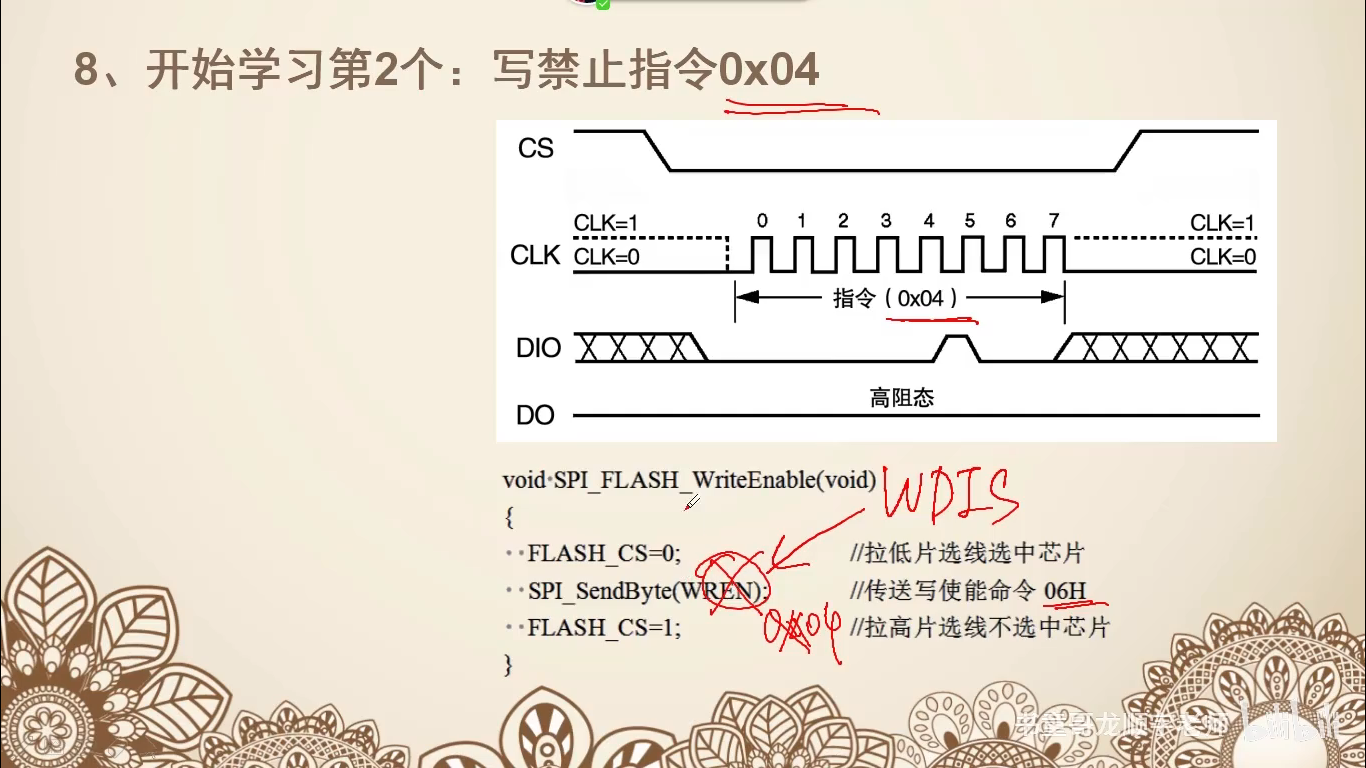 8、开始学习第2个：写禁止指令0x04
CS
CLK=1
0 1 2 3 4 5 6 7
CLK=1
CLK
CLK=0
CLK=0
指令（0x04）
DIO
高阻态
DO
void SPI_FLASH_WriteEnable(void)
WDIS
{
FLASH_CS=0; //拉低片选线选中芯片
SPI_SendByte(WREN); //传送写使能命令 06H
0x04
FLASH_CS=1; //拉高片选线不选中芯片
}
bilibili